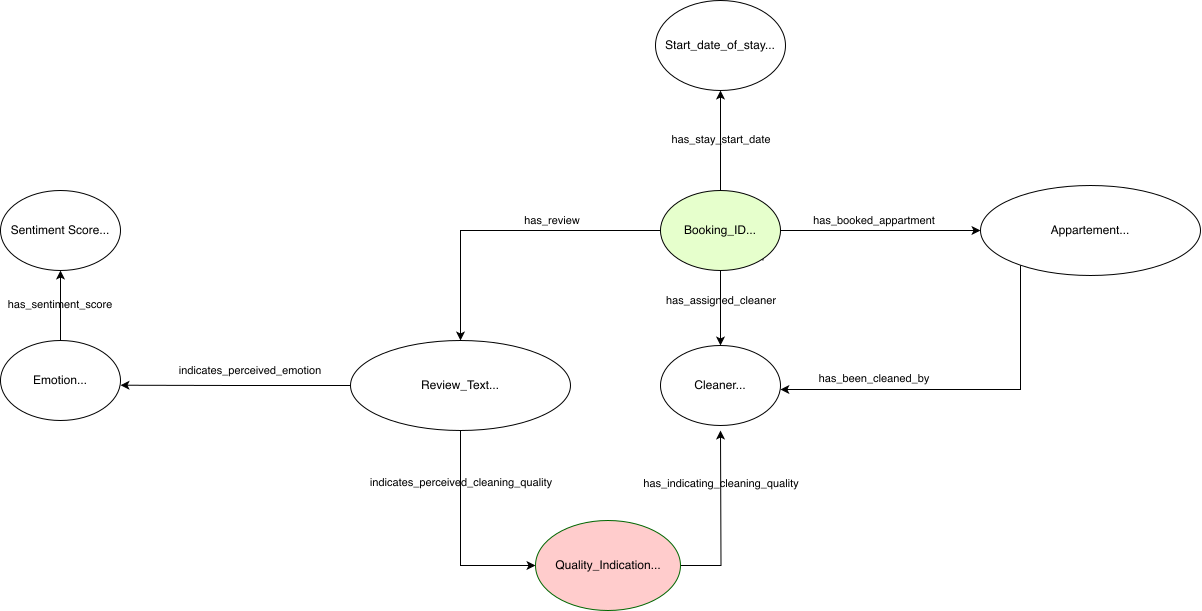 Start_date_of_stay...
has_stay_start_date
has_review
has_booked_appartment
Sentiment Score...
Booking_ID...
Appartement...
has_sentiment_score
has_assigned_cleaner
indicates_perceived_emotion
has_been_cleaned_by
Emotion...
Review_Text...
Cleaner...
indicates_perceived_cleaning_quality
has_indicating_cleaning_quality
Quality_Indication...